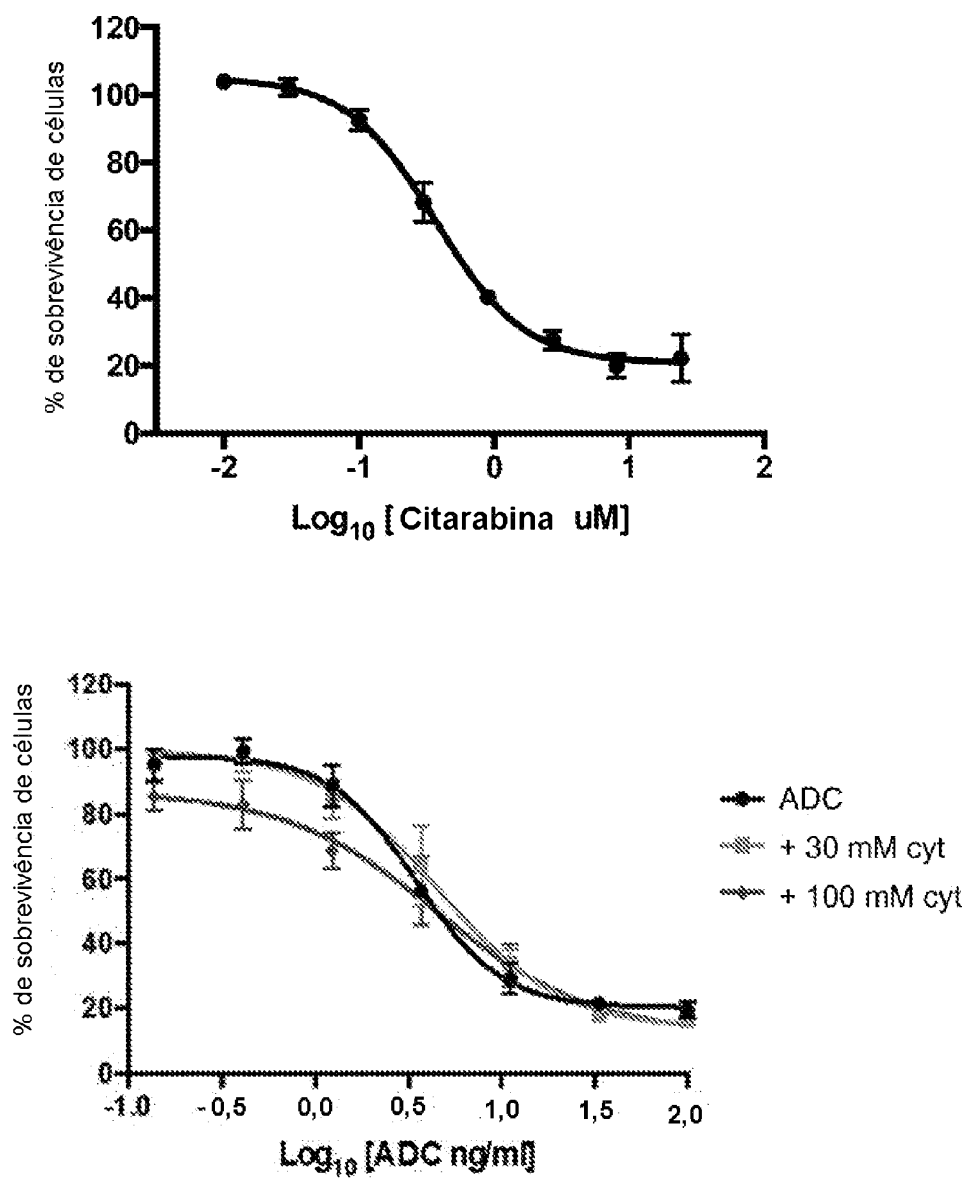 % de sobrevivência de células
120
100
80
60
40
20
0
-2 -1 0 1 2
Log10 [ Citarabina uM]
% de sobrevivência de células
120
100
80
60
40
20
0
-1.0 -0,5 0,0 0,5 1,0 1,5 2,0
Log10 [ADC ng/ml]
ADC
+ 30 mM cyt
+ 100 mM cyt